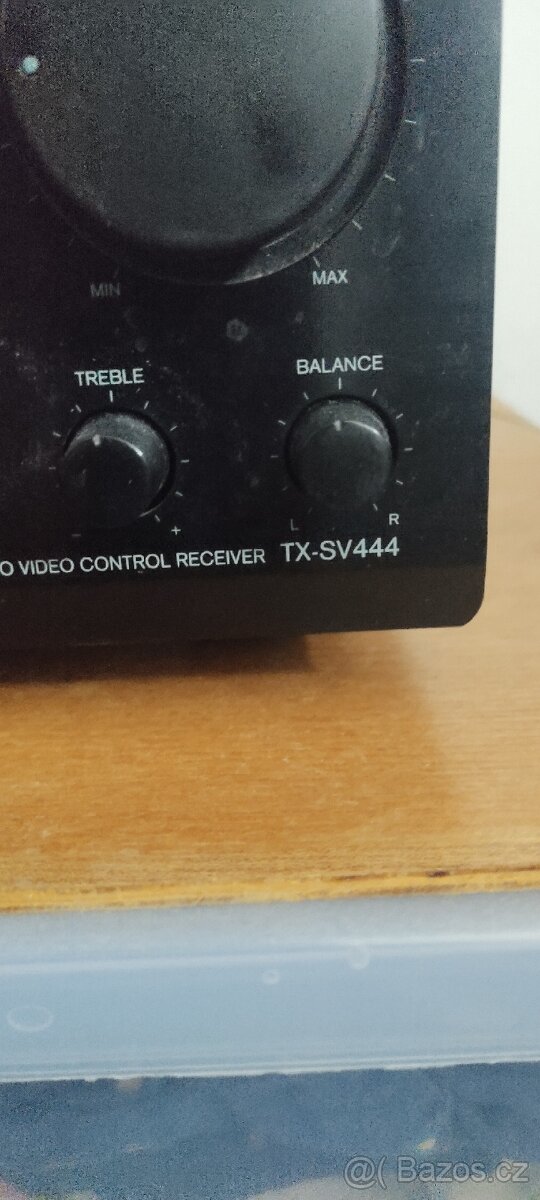 MIN MAX
TREBLE BALANCE
- + L R
O VIDEO CONTROL RECEIVER TX-SV444
@( Bazos.cz